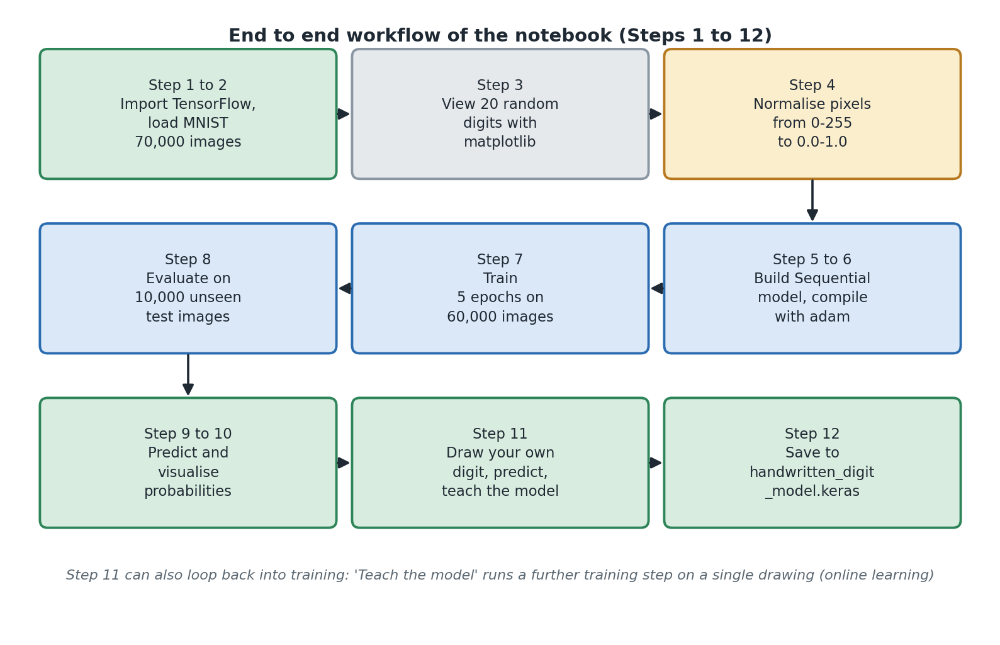 End to end workflow of the notebook (Steps 1 to 12)
Step 1 to 2
Import TensorFlow,
load MNIST
70,000 images
Step 3
View 20 random
digits with
matplotlib
Step 4
Normalise pixels
from 0-255
to 0.0-1.0
Step 5 to 6
Build Sequential
model, compile
with adam
Step 7
Train
5 epochs on
60,000 images
Step 8
Evaluate on
10,000 unseen
test images
Step 9 to 10
Predict and
visualise
probabilities
Step 11
Draw your own
digit, predict,
teach the model
Step 12
Save to
handwritten_digit
_model.keras
Step 11 can also loop back into training: 'Teach the model' runs a further training step on a single drawing (online learning)